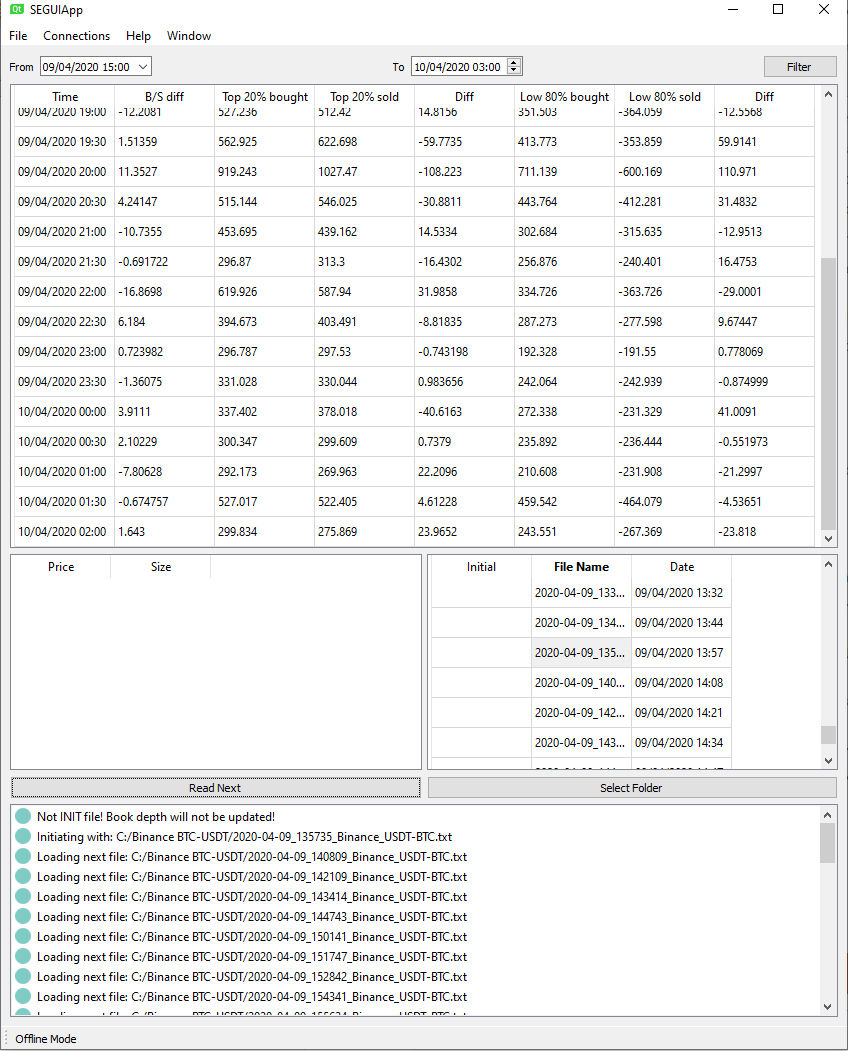 SEGUIApp
File Connections Help Window
From 09/04/2020 15:00 To 10/04/2020 03:00 Filter
Time B/S diff Top 20% bought Top 20% sold Diff Low 80% bought Low 80% sold Diff
09/04/2020 19:00 -12.2081 527.236 512.42 14.8156 351.503 -364.059 -12.5568
09/04/2020 19:30 1.51359 562.925 622.698 -59.7735 413.773 -353.859 59.9141
09/04/2020 20:00 11.3527 919.243 1027.47 -108.223 711.139 -600.169 110.971
09/04/2020 20:30 4.24147 515.144 546.025 -30.8811 443.764 -412.281 31.4832
09/04/2020 21:00 -10.7355 453.695 439.162 14.5334 302.684 -315.635 -12.9513
09/04/2020 21:30 -0.691722 296.87 313.3 -16.4302 256.876 -240.401 16.4753
09/04/2020 22:00 -16.8698 619.926 587.94 31.9858 334.726 -363.726 -29.0001
09/04/2020 22:30 6.184 394.673 403.491 -8.81835 287.273 -277.598 9.67447
09/04/2020 23:00 0.723982 296.787 297.53 -0.743198 192.328 -191.55 0.778069
09/04/2020 23:30 -1.36075 331.028 330.044 0.983656 242.064 -242.939 -0.874999
10/04/2020 00:00 3.9111 337.402 378.018 -40.6163 272.338 -231.329 41.0091
10/04/2020 00:30 2.10229 300.347 299.609 0.7379 235.892 -236.444 -0.551973
10/04/2020 01:00 -7.80628 292.173 269.963 22.2096 210.608 -231.908 -21.2997
10/04/2020 01:30 -0.674757 527.017 522.405 4.61228 459.542 -464.079 -4.53651
10/04/2020 02:00 1.643 299.834 275.869 23.9652 243.551 -267.369 -23.818
Price Size
Initial File Name Date
2020-04-09_133... 09/04/2020 13:32
2020-04-09_134... 09/04/2020 13:44
2020-04-09_135... 09/04/2020 13:57
2020-04-09_140... 09/04/2020 14:08
2020-04-09_142... 09/04/2020 14:21
2020-04-09_143... 09/04/2020 14:34
Read Next Select Folder
Not INIT file! Book depth will not be updated!
Initiating with: C:/Binance BTC-USDT/2020-04-09_135735_Binance_USDT-BTC.txt
Loading next file: C:/Binance BTC-USDT/2020-04-09_140809_Binance_USDT-BTC.txt
Loading next file: C:/Binance BTC-USDT/2020-04-09_142109_Binance_USDT-BTC.txt
Loading next file: C:/Binance BTC-USDT/2020-04-09_143414_Binance_USDT-BTC.txt
Loading next file: C:/Binance BTC-USDT/2020-04-09_144743_Binance_USDT-BTC.txt
Loading next file: C:/Binance BTC-USDT/2020-04-09_150141_Binance_USDT-BTC.txt
Loading next file: C:/Binance BTC-USDT/2020-04-09_151747_Binance_USDT-BTC.txt
Loading next file: C:/Binance BTC-USDT/2020-04-09_152842_Binance_USDT-BTC.txt
Loading next file: C:/Binance BTC-USDT/2020-04-09_154341_Binance_USDT-BTC.txt
Offline Mode